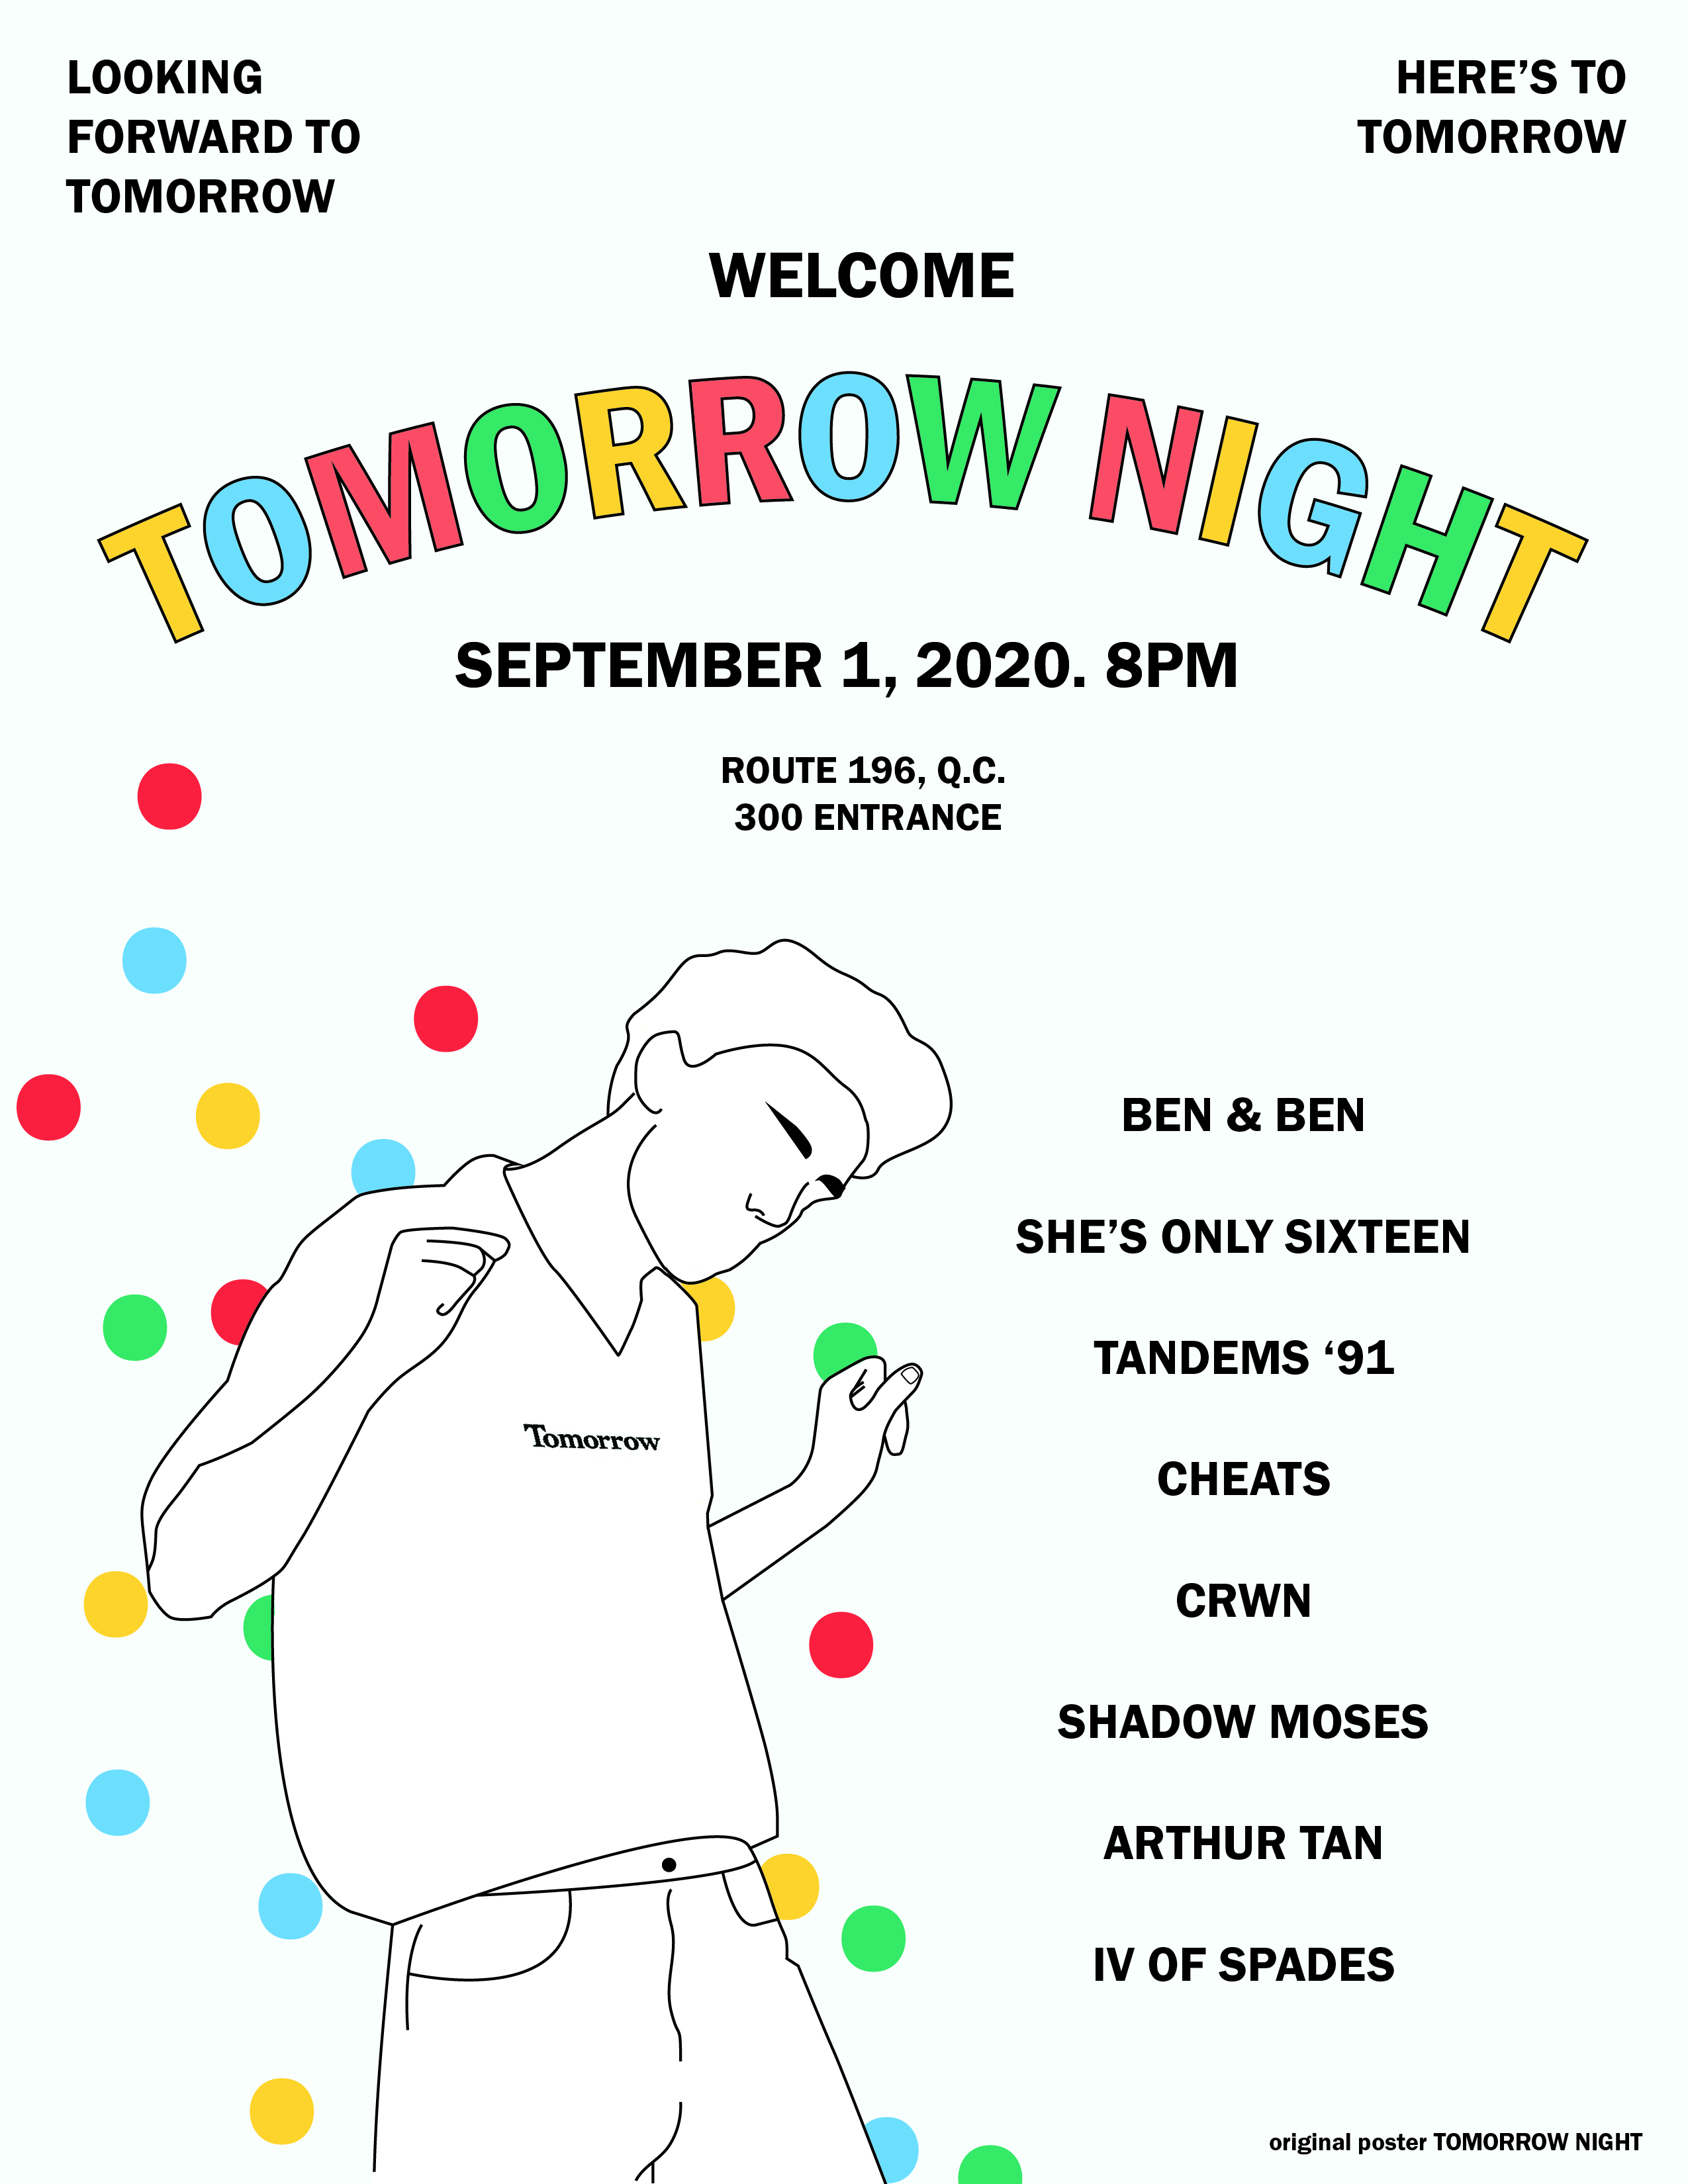 LOOKING
FORWARD TO
TOMORROW
HERE’S TO
TOMORROW
WELCOME
TOMORROW NIGHT
SEPTEMBER 1, 2020. 8PM
ROUTE 196, Q.C.
300 ENTRANCE
BEN & BEN
SHE’S ONLY SIXTEEN
TANDEMS ‘91
CHEATS
CRWN
SHADOW MOSES
ARTHUR TAN
IV OF SPADES
Tomorrow
original poster TOMORROW NIGHT